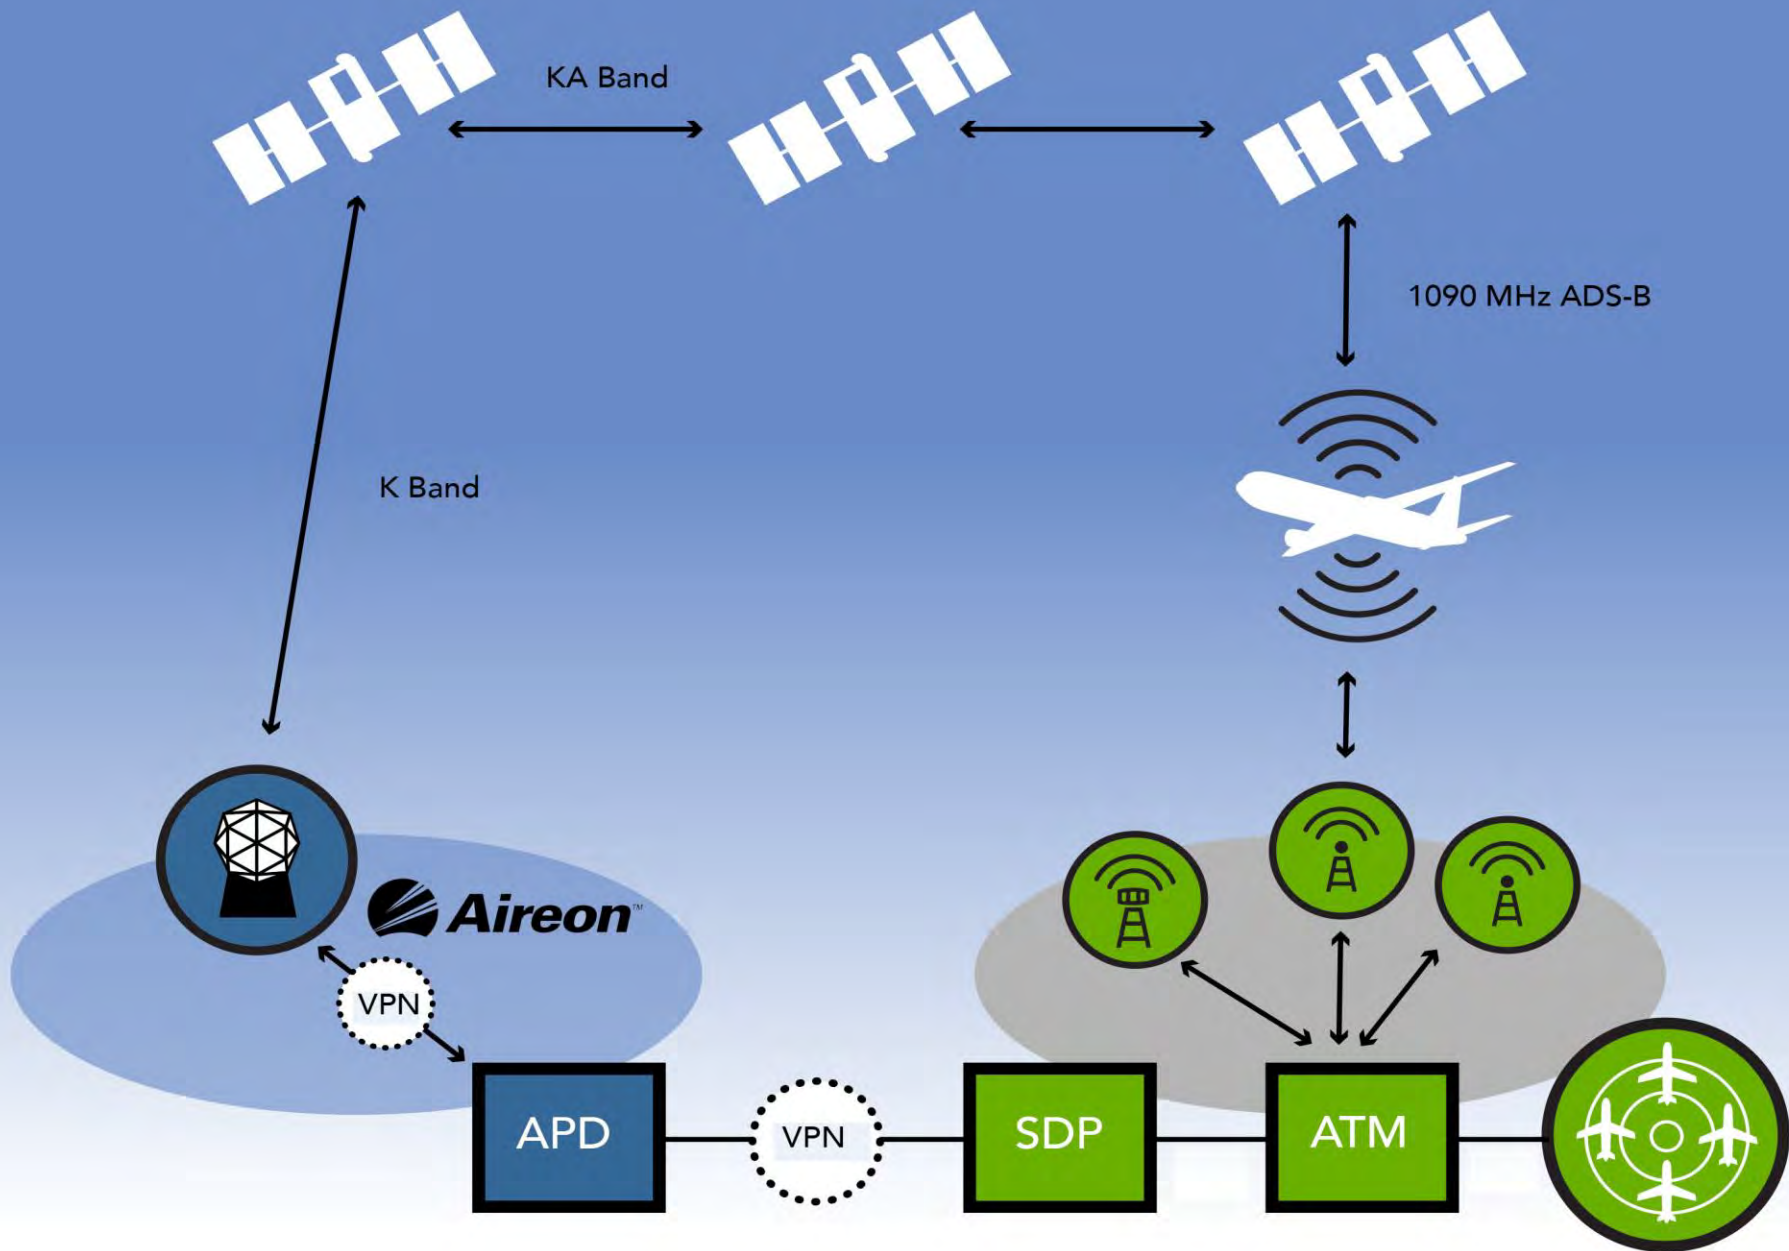 KA Band
1090 MHz ADS-B
K Band
Aireon™
VPN
APD
VPN
SDP
ATM